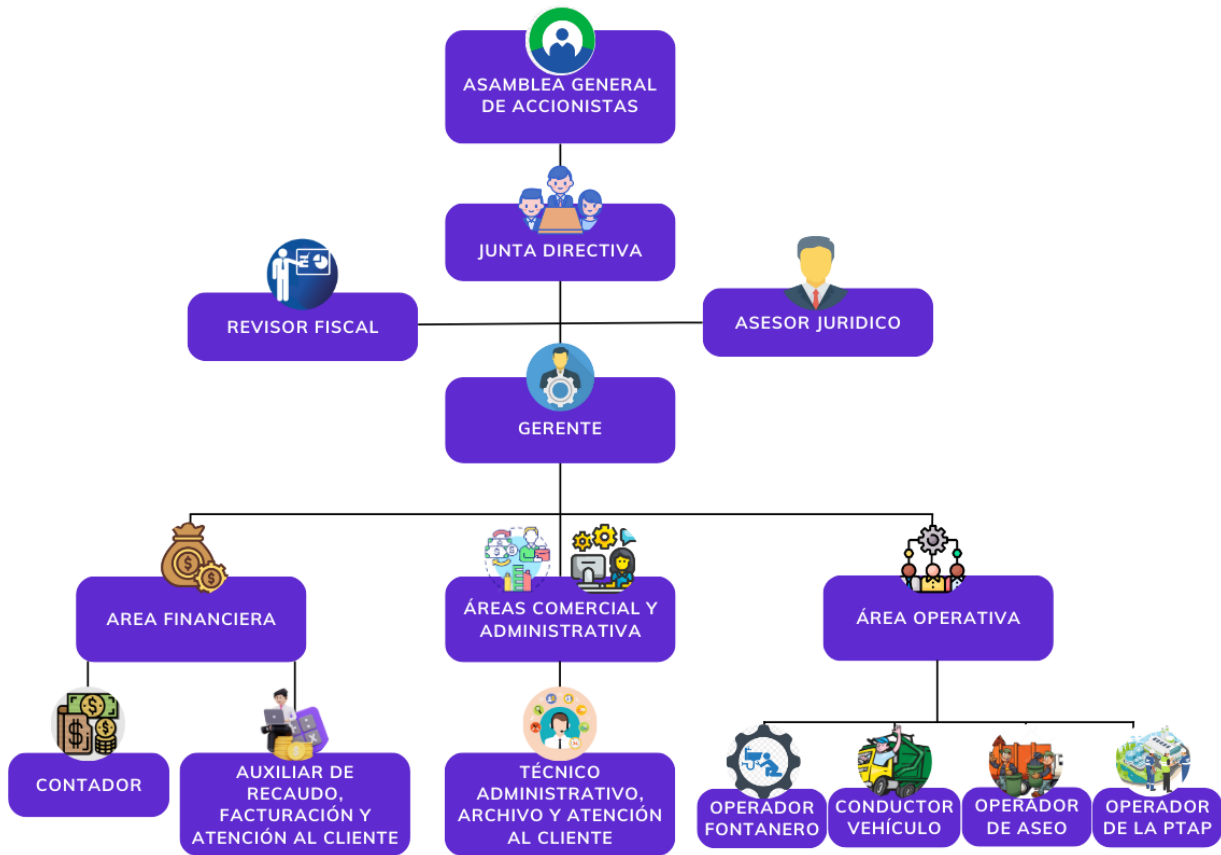 ASAMBLEA GENERAL
DE ACCIONISTAS
JUNTA DIRECTIVA
REVISOR FISCAL
ASESOR JURIDICO
GERENTE
AREA FINANCIERA
ÁREAS COMERCIAL Y
ADMINISTRATIVA
ÁREA OPERATIVA
CONTADOR
AUXILIAR DE
RECAUDO,
FACTURACIÓN Y
ATENCIÓN AL CLIENTE
TÉCNICO
ADMINISTRATIVO,
ARCHIVO Y ATENCIÓN
AL CLIENTE
OPERADOR
FONTANERO
CONDUCTOR
VEHÍCULO
OPERADOR
DE ASEO
OPERADOR
DE LA PTAP